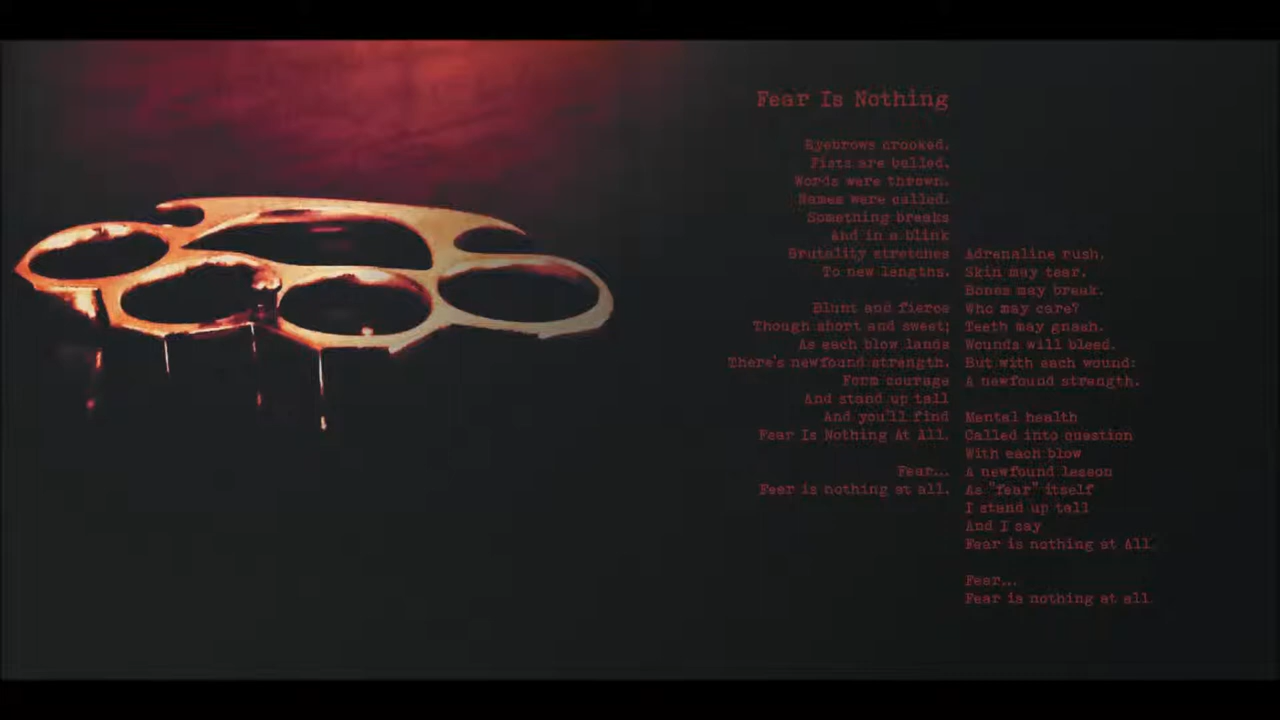 Fear Is Nothing
Eyebrows crooked.
Fists are balled.
Words were thrown.
Names were called.
Something breaks
And in a blink
Brutality stretches
To new lengths.
Blunt and fierce
Though short and sweet;
As each blow lands
There's newfound strength.
Form courage
And stand up tall
And you'll find
Fear Is Nothing At All.
Fear...
Feer is nothing at all.
Adrenaline rush.
Skin may tear.
Bones may break.
Who may care?
Teeth may gnash.
Wounds will bleed.
But with each wound:
A newfound strength.
Mental health
Called into question
With each blow
A newfound lesson
As "fear" itself
I stand up tall
And I say
Fear is nothing at All
Fear...
Fear is nothing at all